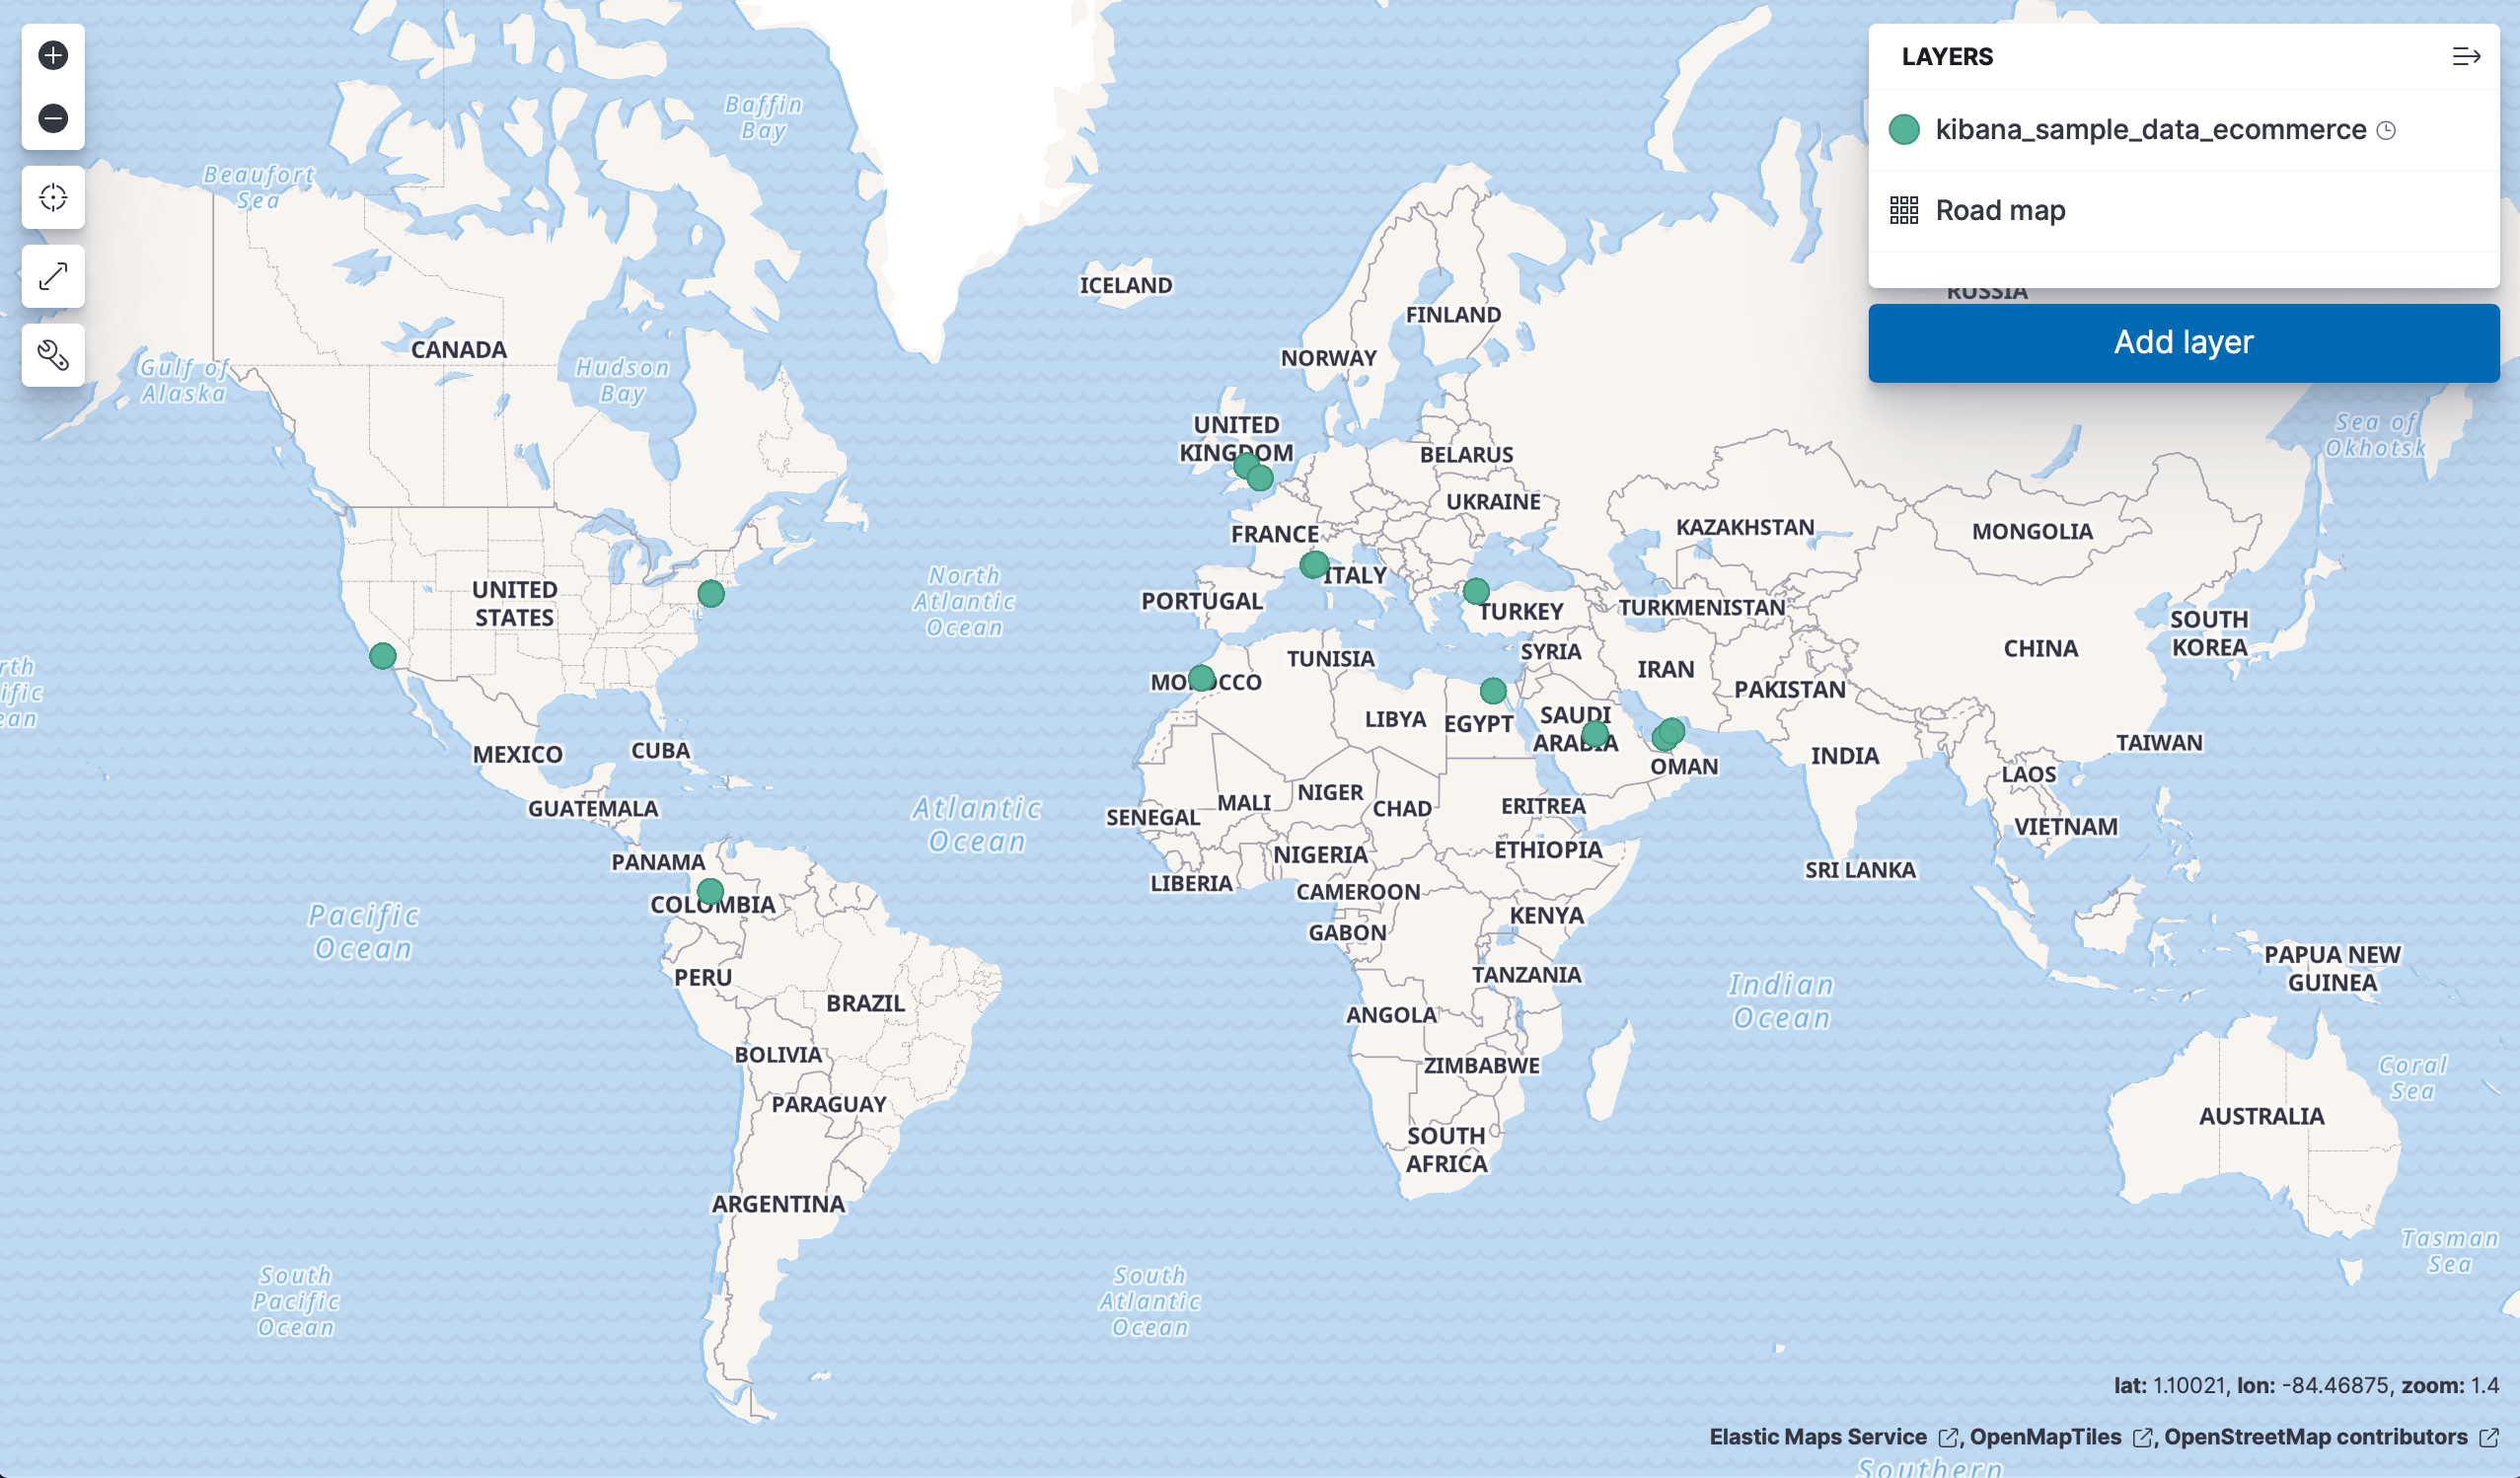 LAYERS
kibana_sample_data_ecommerce
Road map
RUSSIA
Add layer
Baffin
Bay
Beaufort
Sea
ICELAND
FINLAND
CANADA
NORWAY
Gulf of
Alaska
Hudson
Bay
UNITED
KINGDOM
BELARUS
Sea of
Okhotsk
UKRAINE
FRANCE
KAZAKHSTAN
MONGOLIA
UNITED
STATES
North
Atlantic
Ocean
ITALY
PORTUGAL
TURKEY
TURKMENISTAN
SOUTH
KOREA
CHINA
SYRIA
TUNISIA
IRAN
MOROCCO
PAKISTAN
rth
ific
ean
LIBYA
EGYPT
SAUDI
ARABIA
MEXICO
CUBA
INDIA
TAIWAN
OMAN
LAOS
GUATEMALA
Atlantic
Ocean
SENEGAL
MALI
NIGER
CHAD
ERITREA
VIETNAM
PANAMA
NIGERIA
ETHIOPIA
LIBERIA
CAMEROON
SRI LANKA
COLOMBIA
Pacific
Ocean
KENYA
GABON
PERU
TANZANIA
PAPUA NEW
GUINEA
BRAZIL
Indian
Ocean
ANGOLA
BOLIVIA
ZIMBABWE
Coral
Sea
PARAGUAY
AUSTRALIA
SOUTH
AFRICA
ARGENTINA
Tasman
Sea
South
Pacific
Ocean
South
Atlantic
Ocean
lat: 1.10021, lon: -84.46875, zoom: 1.4
Elastic Maps Service , OpenMapTiles , OpenStreetMap contributors
Southern